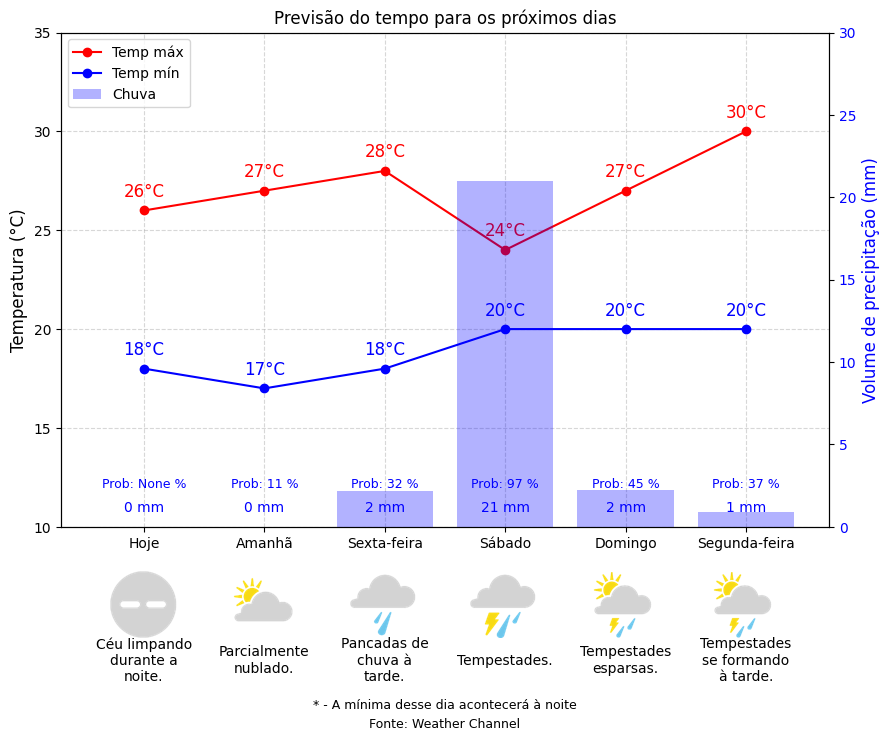 Previsão do tempo para os próximos dias
35
30
25
20
15
10
Temperatura (°C)
30
25
20
15
10
5
0
Volume de precipitação (mm)
Temp máx
Temp mín
Chuva
26°C
27°C
28°C
24°C
27°C
30°C
18°C
17°C
18°C
20°C
20°C
20°C
Prob: None %
Prob: 11 %
Prob: 32 %
Prob: 97 %
Prob: 45 %
Prob: 37 %
0 mm
0 mm
2 mm
21 mm
2 mm
1 mm
Hoje
Amanhã
Sexta-feira
Sábado
Domingo
Segunda-feira
Céu limpando
durante a
noite.
Parcialmente
nublado.
Pancadas de
chuva à
tarde.
Tempestades.
Tempestades
esparsas.
Tempestades
se formando
à tarde.
* - A mínima desse dia acontecerá à noite
Fonte: Weather Channel